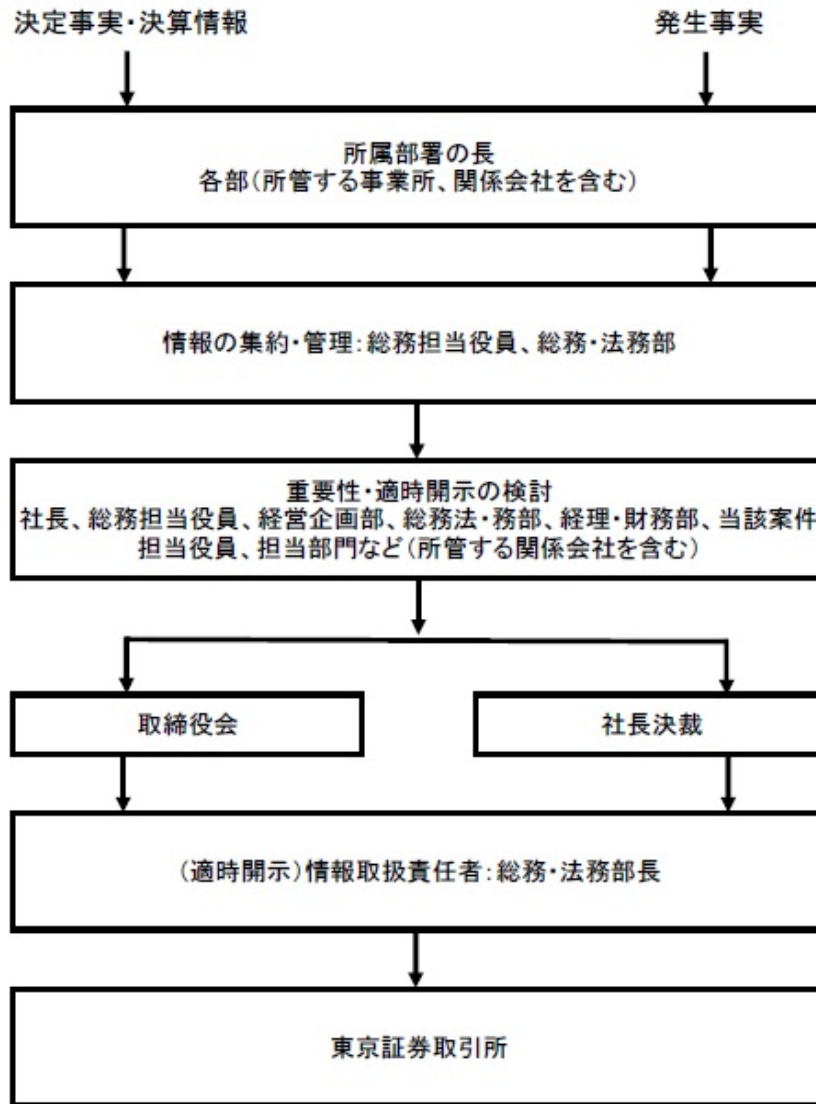 決定事実・決算情報
発生事実
所属部署の長
各部(所管する事業所、関係会社を含む)
情報の集約・管理:総務担当役員、総務・法務部
重要性・適時開示の検討
社長、総務担当役員、経営企画部、総務法・務部、経理・財務部、当該案件
担当役員、担当部門など(所管する関係会社を含む)
取締役会
社長決裁
(適時開示)情報取扱責任者:総務・法務部長
東京証券取引所